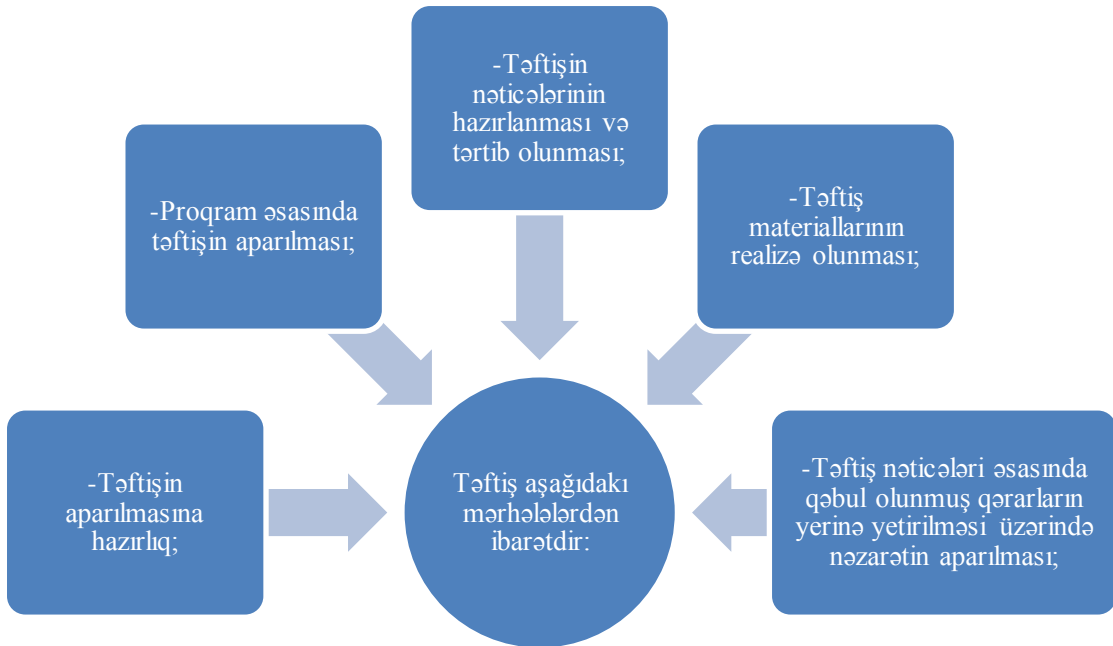 -Təftişin
aparılmasına
hazırlıq;
-Proqram əsasında
təftişin aparılması;
-Təftişin
nəticələrinin
hazırlanması və
tərtib olunması;
-Təftiş
materiallarının
realizə olunması;
-Təftiş nəticələri əsasında
qəbul olunmuş qərarların
yerinə yetirilməsi üzərində
nəzarətin aparılması;
Təftiş aşağıdakı
mərhələlərdən
ibarətdir: